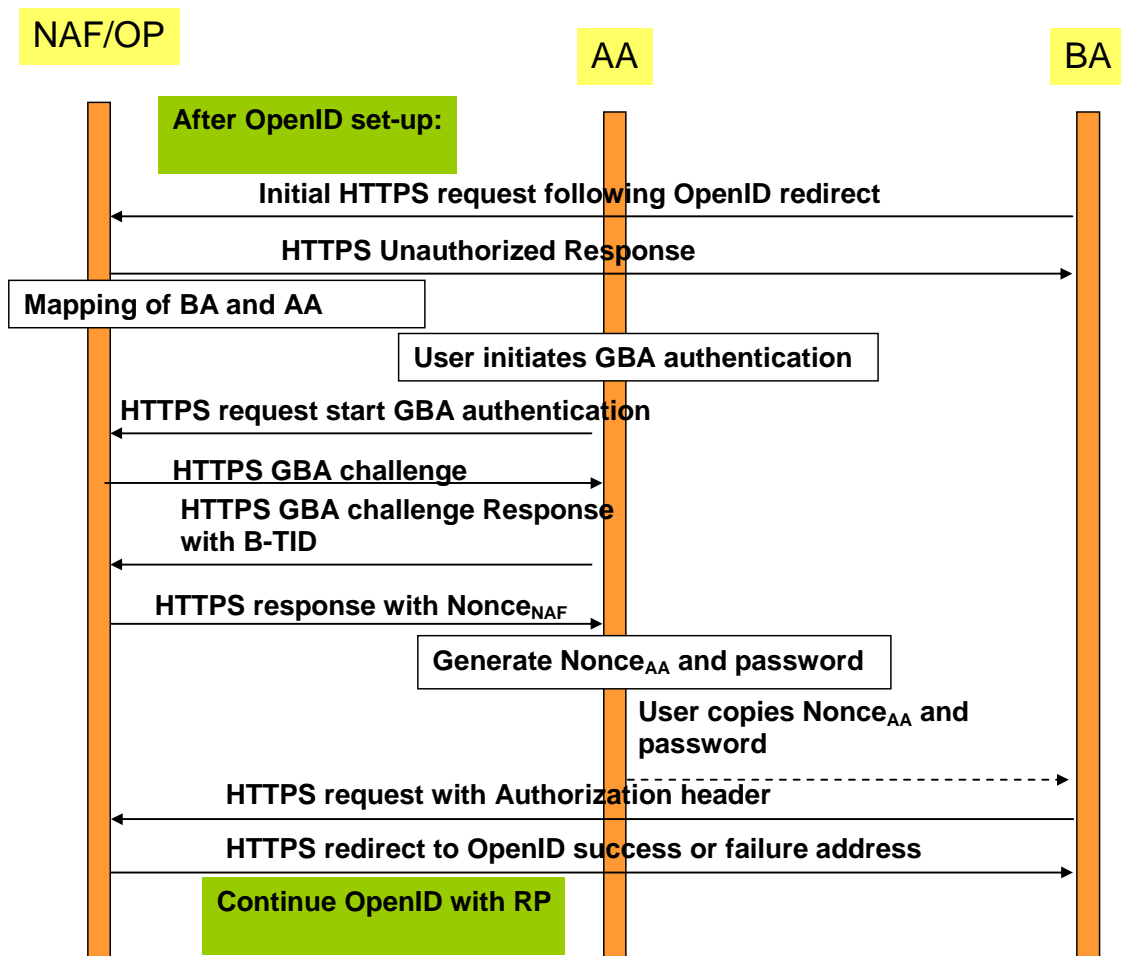 NAF/OP
AA
BA
After OpenID set-up:
Initial HTTPS request following OpenID redirect
HTTPS Unauthorized Response
Mapping of BA and AA
User initiates GBA authentication
HTTPS request start GBA authentication
HTTPS GBA challenge
HTTPS GBA challenge Response
with B-TID
HTTPS response with NonceNAF
Generate NonceAA and password
User copies NonceAA and
password
HTTPS request with Authorization header
HTTPS redirect to OpenID success or failure address
Continue OpenID with RP